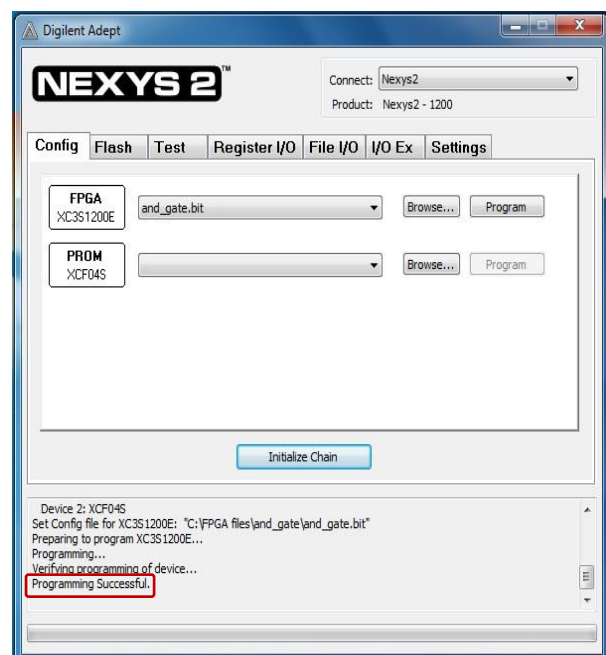 Digilent Adept
NEXYS 2™
Connect: Nexys2
Product: Nexys2 - 1200
Config Flash Test Register I/O File I/O I/O Ex Settings
FPGA
XC3S1200E
and_gate.bit
Browse... Program
PROM
XCF04S
Browse... Program
Initialize Chain
Device 2: XCF04S
Set Config file for XC3S1200E: "C:\FPGA files\and_gate\and_gate.bit"
Preparing to program XC3S1200E...
Programming...
Verifying programming of device...
Programming Successful.